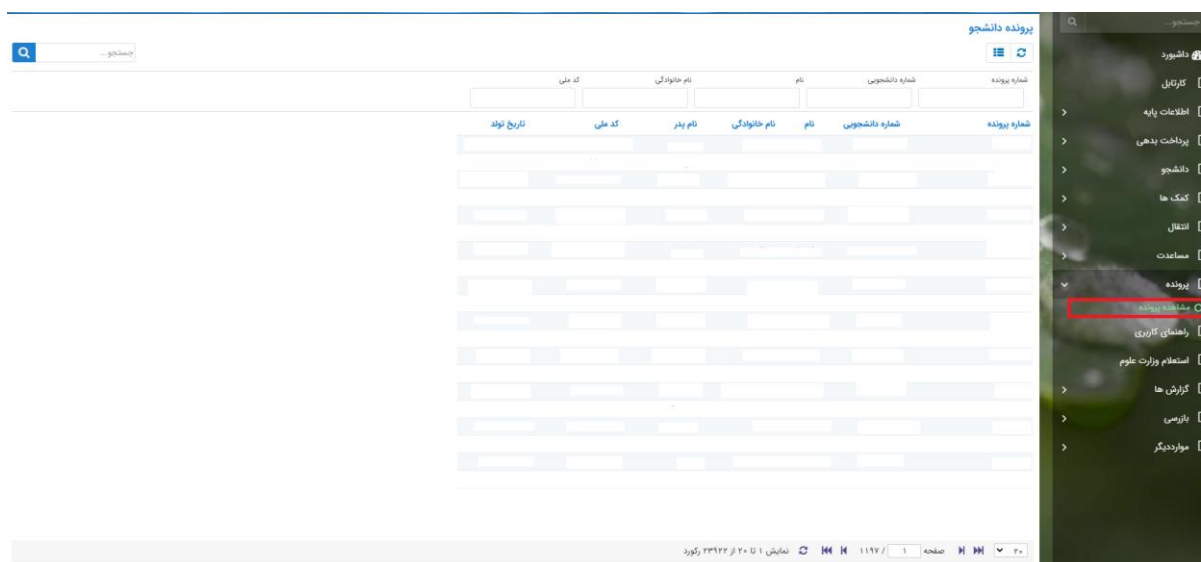 پرونده دانشجو
جستجو...
شماره پرونده شماره دانشجویی نام نام خانوادگی کد ملی
شماره پرونده شماره دانشجویی نام نام خانوادگی نام پدر کد ملی تاریخ تولد
۲۰ صفحه ۱ / ۱۱۹۷ نمایش ۱ تا ۲۰ از ۲۳۹۲۲ رکورد
جستجو...
داشبورد
کارتابل
اطلاعات پایه
پرداخت بدهی
دانشجو
کمک ها
انتقال
مساعدت
پرونده
مشاهده پرونده
راهنمای کاربری
استعلام وزارت علوم
گزارش ها
بازرسی
موارددیگر